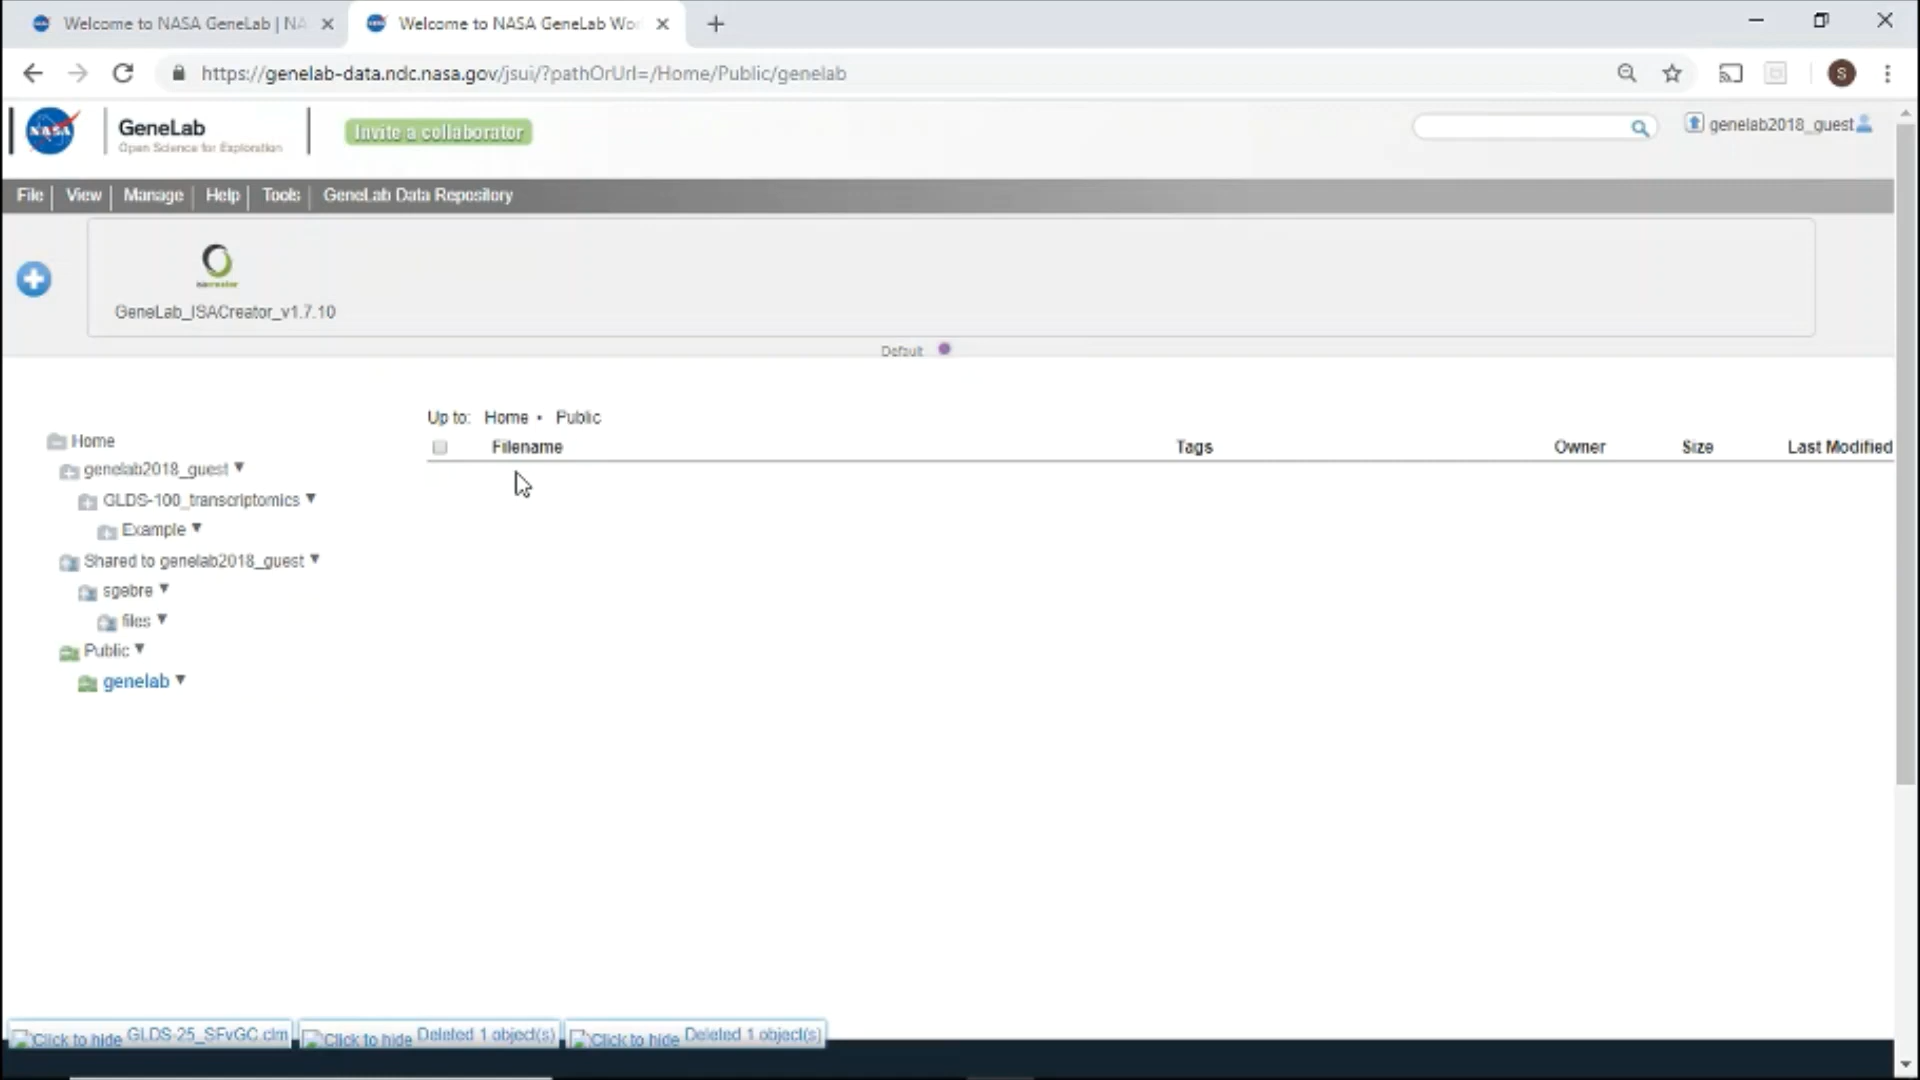 Welcome to NASA GeneLab | NA
Welcome to NASA GeneLab Wo
https://genelab-data.ndc.nasa.gov/jsui/?pathOrUrl=/Home/Public/genelab
S
NASA
GeneLab
Open Science for Exploration
Invite a collaborator
genelab2018_guest
File View Manage Help Tools GeneLab Data Repository
GeneLab_ISACreator_v1.7.10
Default
Up to: Home • Public
Filename Tags Owner Size Last Modified
Home
genelab2018_guest
GLDS-100_transcriptomics
Example
Shared to genelab2018_guest
sgebre
files
Public
genelab
Click to hide GLDS-25_SFvGC.clm
Click to hide Deleted 1 object(s)
Click to hide Deleted 1 object(s)